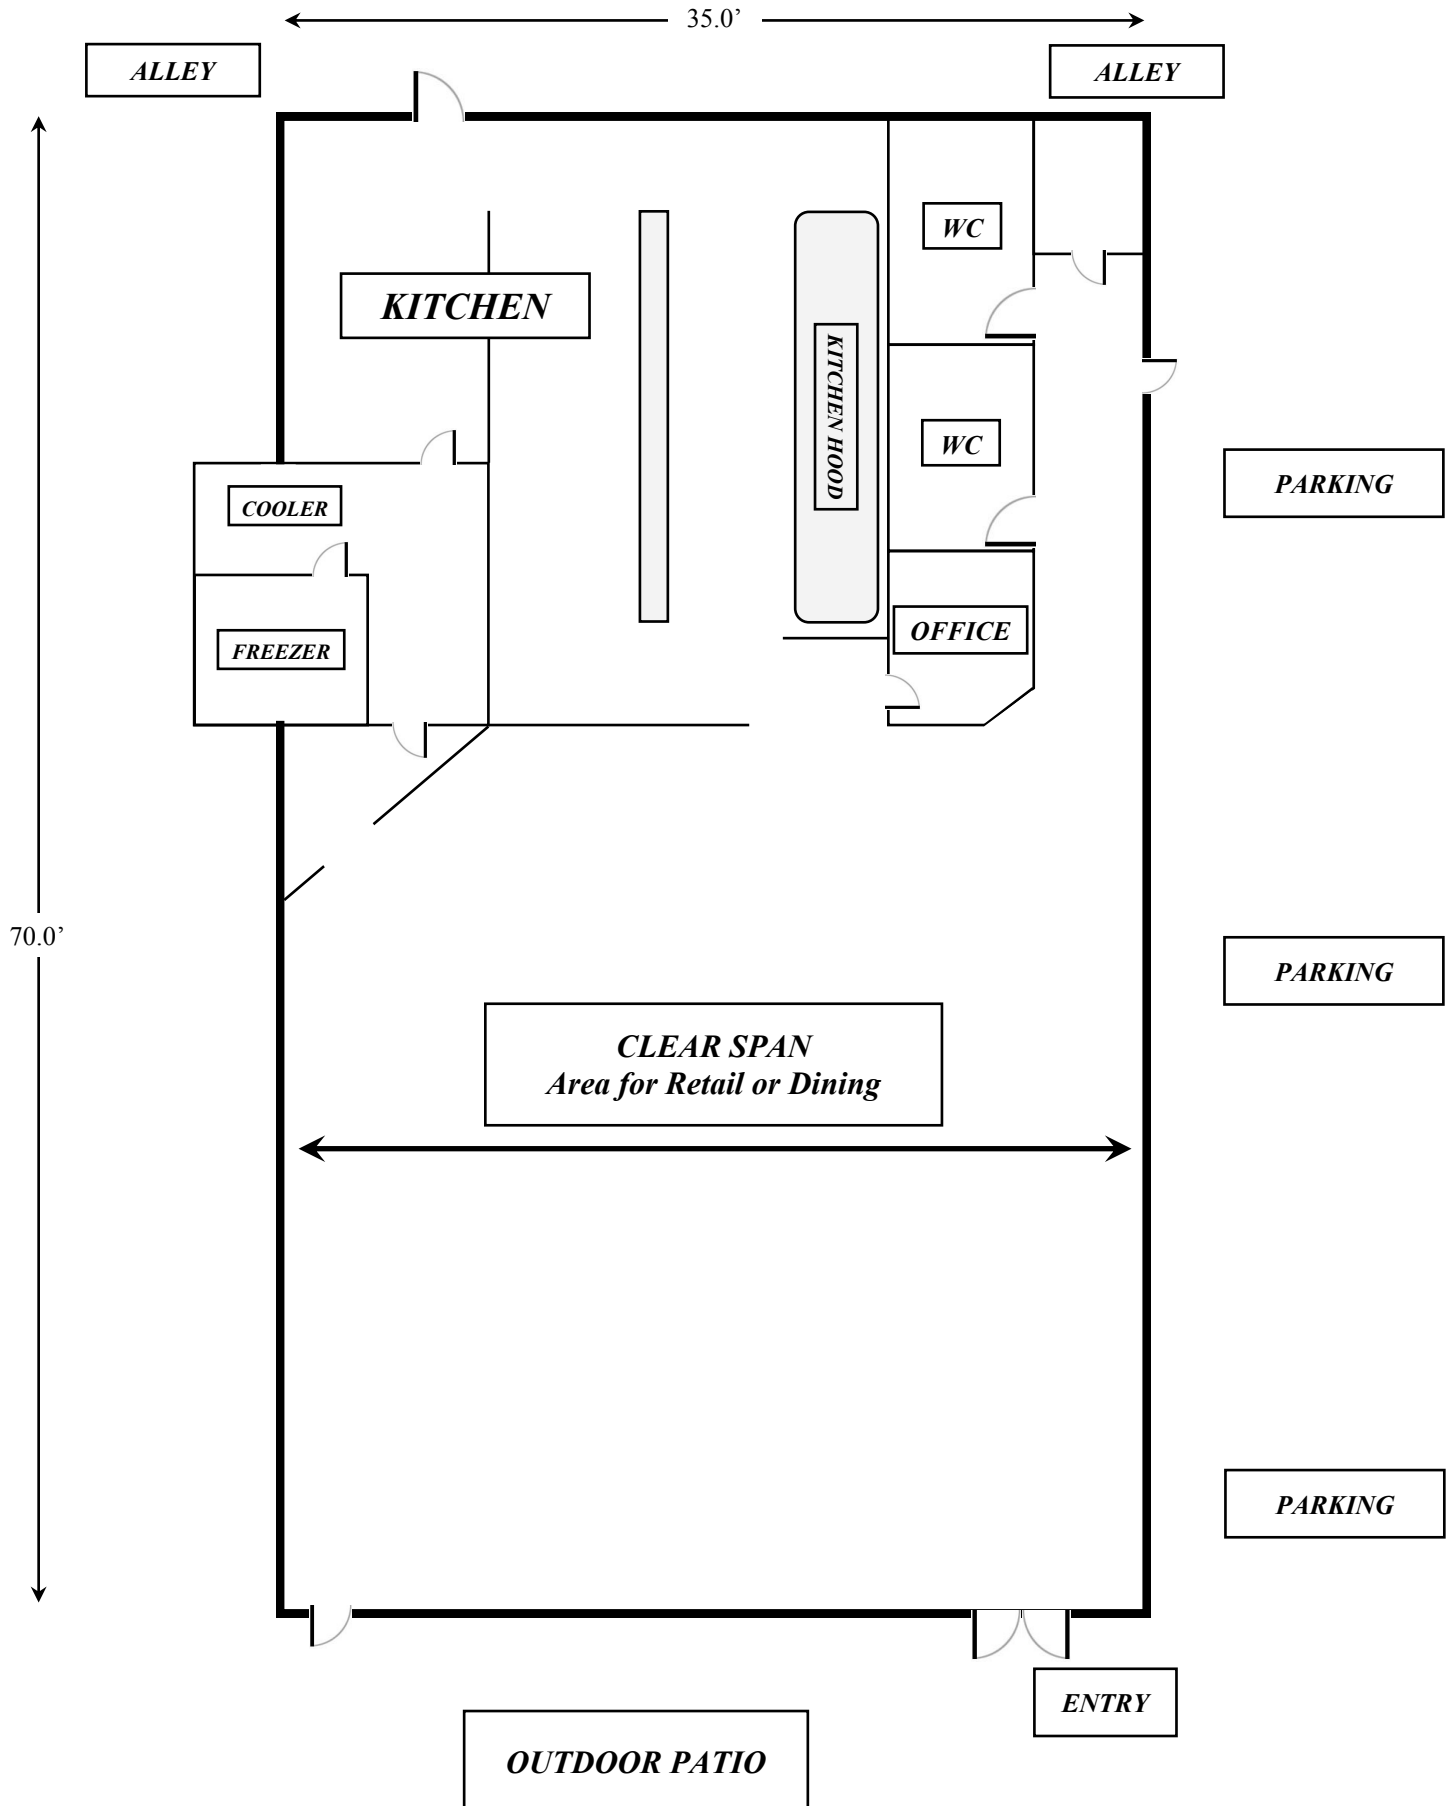 35.0’
ALLEY
ALLEY
WC
KITCHEN
KITCHEN HOOD
WC
PARKING
COOLER
OFFICE
FREEZER
70.0’
PARKING
CLEAR SPAN
Area for Retail or Dining
PARKING
ENTRY
OUTDOOR PATIO